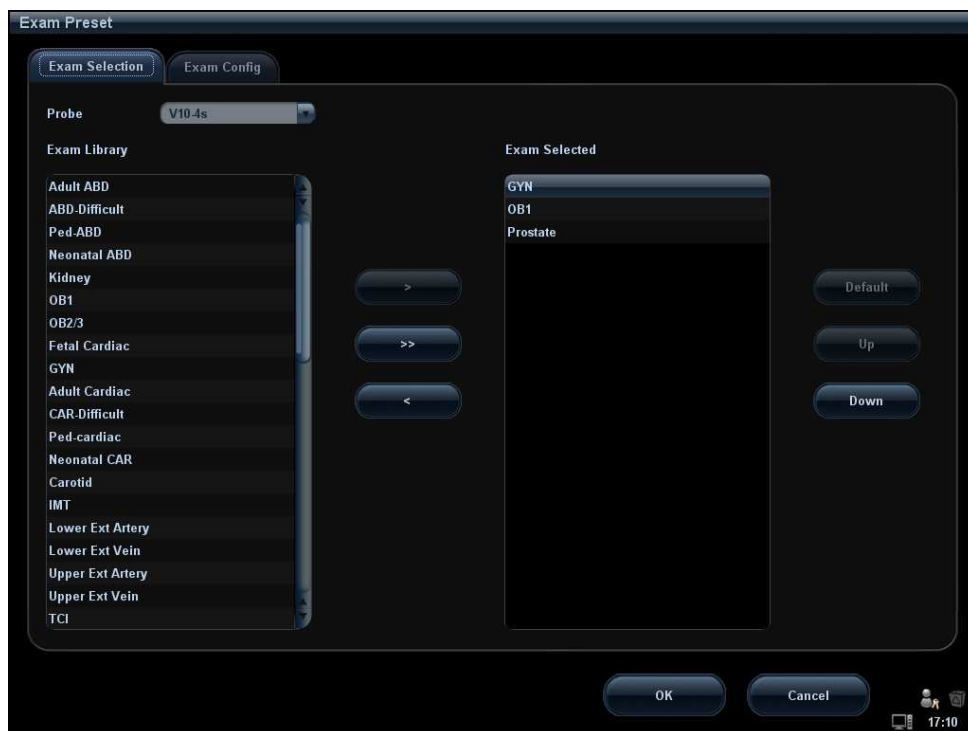 Exam Preset
Exam Selection
Exam Config
Probe
V10-4s
Exam Library
Adult ABD
ABD-Difficult
Ped-ABD
Neonatal ABD
Kidney
OB1
OB2/3
Fetal Cardiac
GYN
Adult Cardiac
CAR-Difficult
Ped-cardiac
Neonatal CAR
Carotid
IMT
Lower Ext Artery
Lower Ext Vein
Upper Ext Artery
Upper Ext Vein
TCI
>
>>
<
Exam Selected
GYN
OB1
Prostate
Default
Up
Down
OK
Cancel
17:10